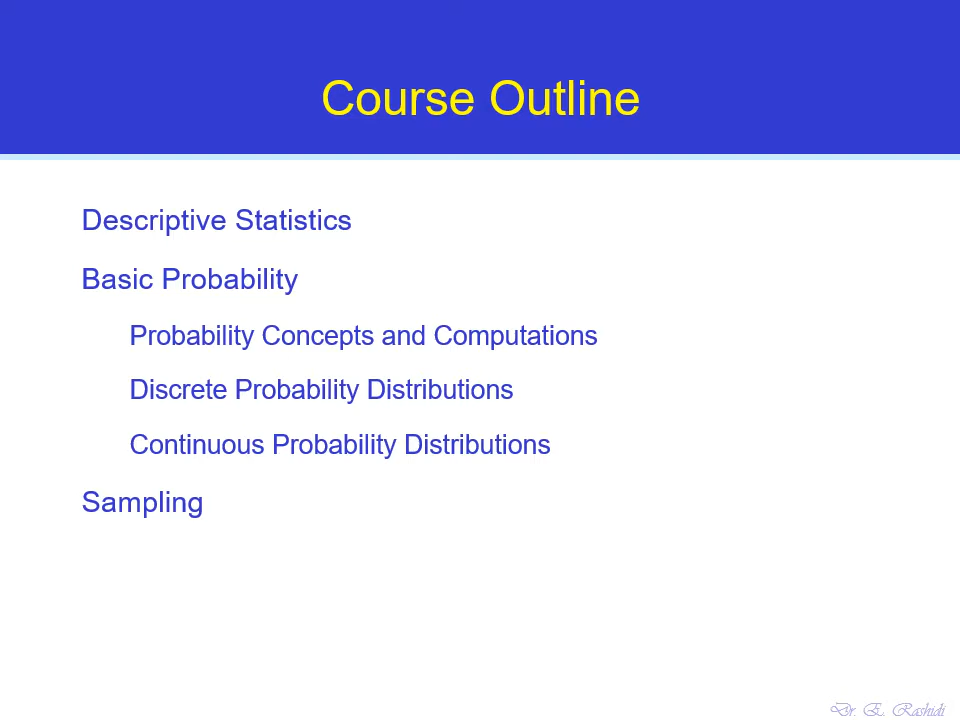 Course Outline
Descriptive Statistics
Basic Probability
Probability Concepts and Computations
Discrete Probability Distributions
Continuous Probability Distributions
Sampling
Dr. E. Rashidi